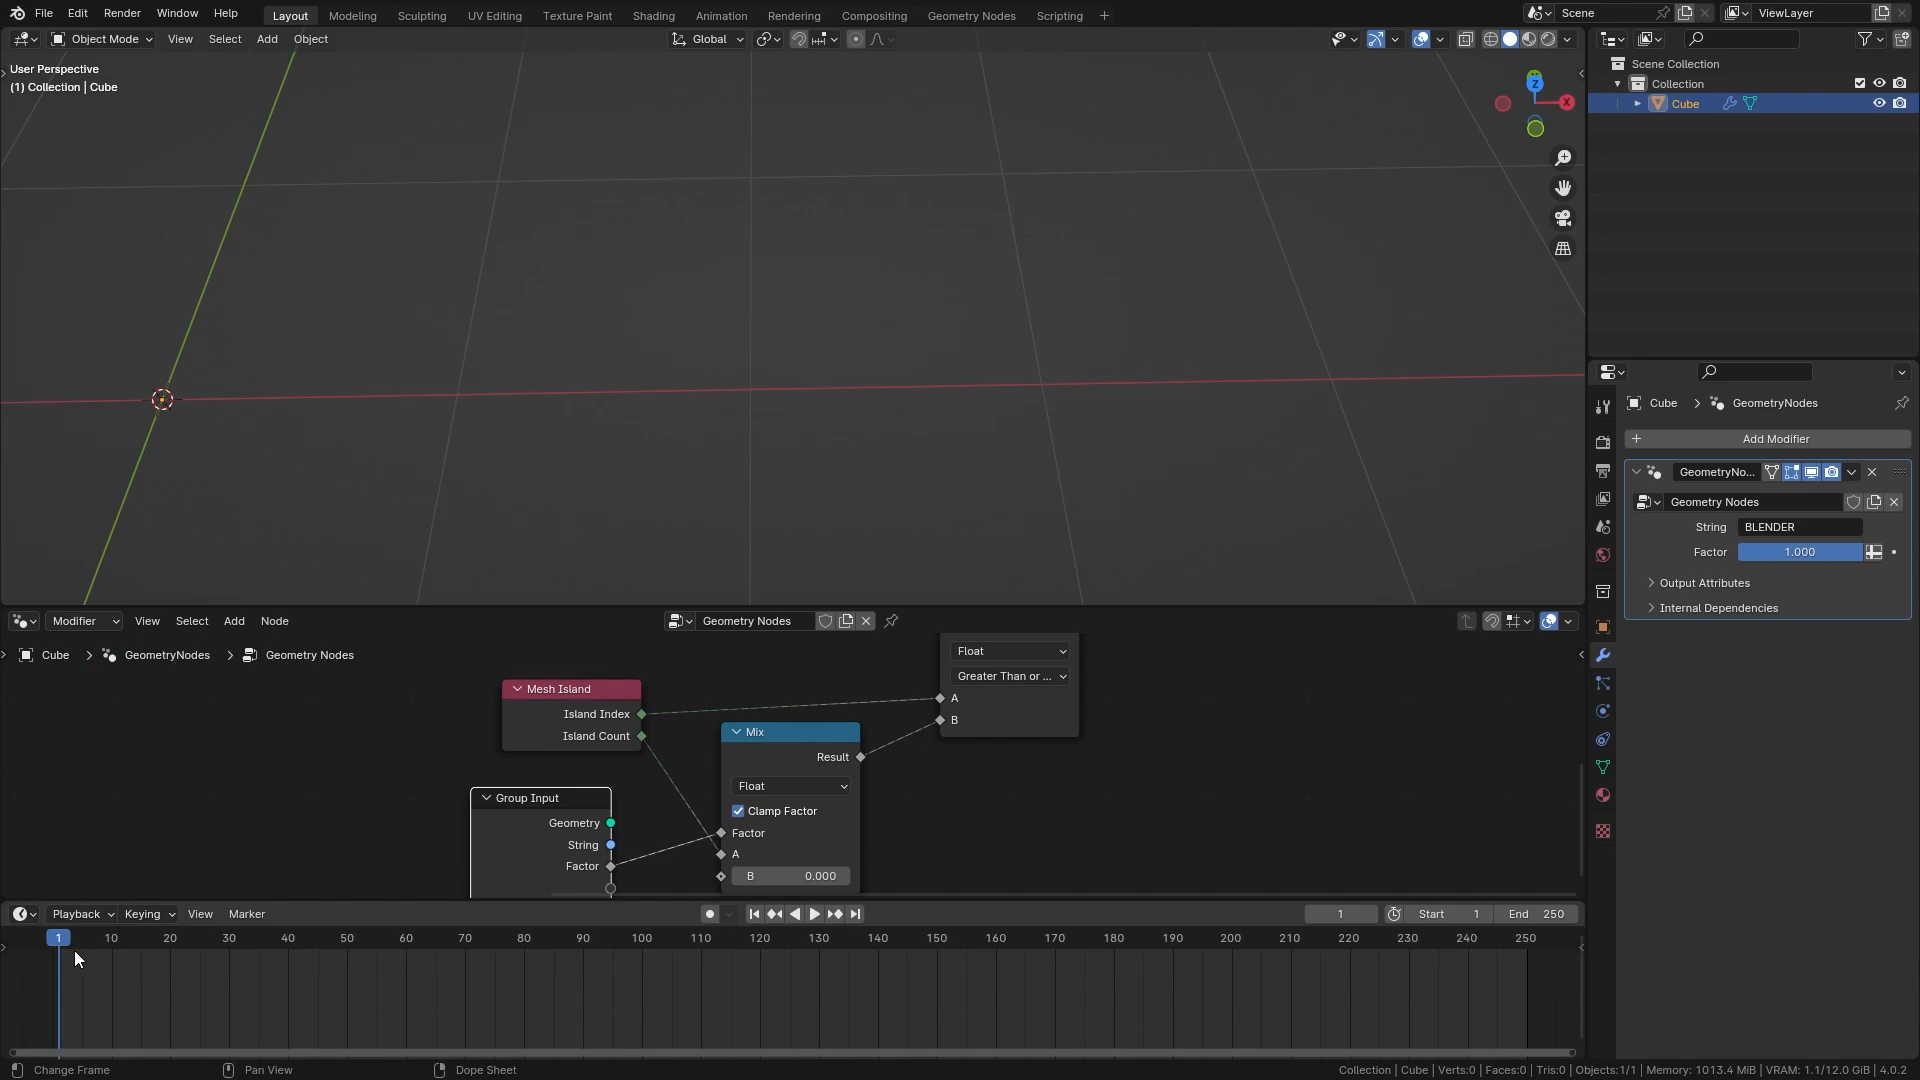 File Edit Render Window Help Layout Modeling Sculpting UV Editing Texture Paint Shading Animation Rendering Compositing Geometry Nodes Scripting + Scene ViewLayer
Object Mode View Select Add Object Global
User Perspective
(1) Collection | Cube
Z
X
Scene Collection
Collection
Cube
Cube > GeometryNodes
+ Add Modifier
GeometryNo...
Geometry Nodes
String BLENDER
Factor 1.000
Output Attributes
Internal Dependencies
Modifier View Select Add Node Geometry Nodes
Cube > GeometryNodes > Geometry Nodes
Float
Greater Than or ...
A
B
Mesh Island
Island Index
Island Count
Mix
Result
Float
Clamp Factor
Factor
A
B 0.000
Group Input
Geometry
String
Factor
Playback Keying View Marker 1 Start 1 End 250
1 10 20 30 40 50 60 70 80 90 100 110 120 130 140 150 160 170 180 190 200 210 220 230 240 250
Change Frame Pan View Dope Sheet Collection | Cube | Verts:0 | Faces:0 | Tris:0 | Objects:1/1 | Memory: 1013.4 MiB | VRAM: 1.1/12.0 GiB | 4.0.2